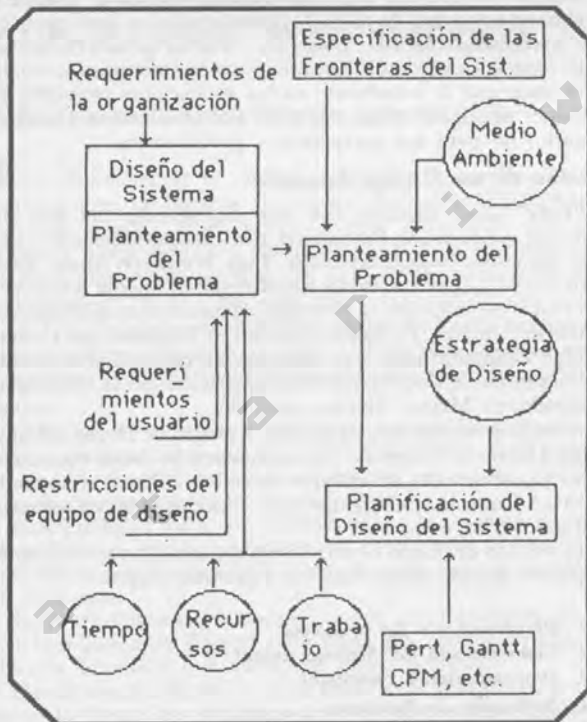 Especificación de las
Fronteras del Sist.
Requerimientos de
la organización
Medio
Ambiente
Diseño del
Sistema
Planteamiento
del
Problema
Planteamiento del
Problema
Estrategia
de Diseño
Requeri
mientos
del usuario
Restricciones del
equipo de diseño
Planificación del
Diseño del Sistema
Tiempo
Recur
sos
Traba
jo
Pert, Gantt
CPM, etc.